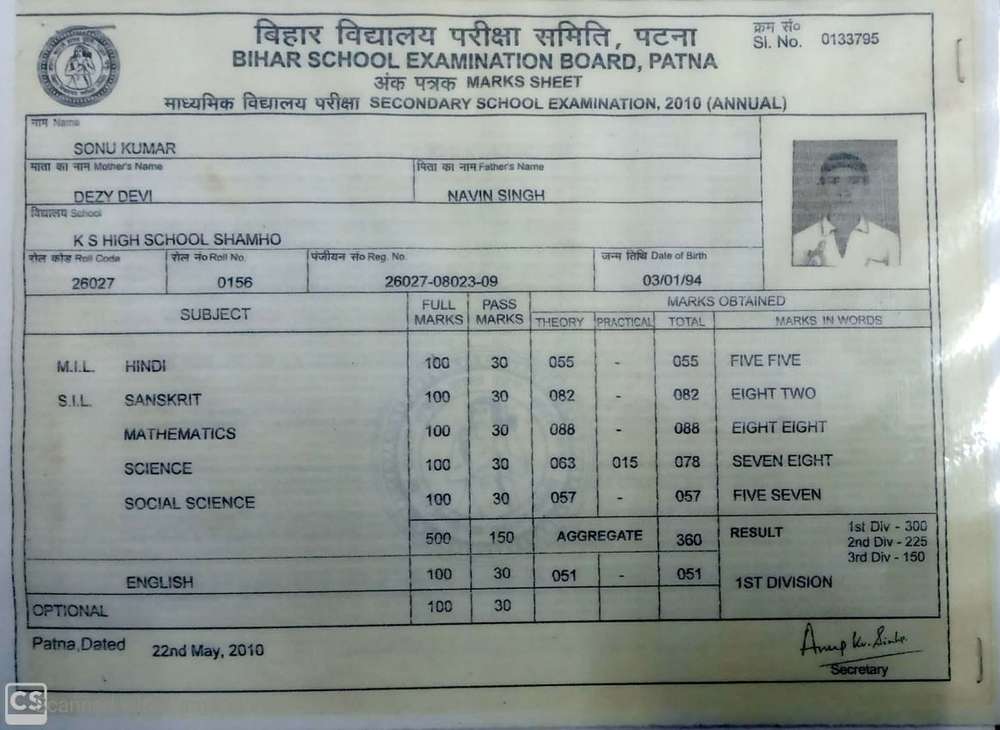 बिहार विद्यालय परीक्षा समिति, पटना
क्रम सं०
Sl. No. 0133795
BIHAR SCHOOL EXAMINATION BOARD, PATNA
अंक पत्रक MARKS SHEET
माध्यमिक विद्यालय परीक्षा SECONDARY SCHOOL EXAMINATION, 2010 (ANNUAL)
नाम Name
SONU KUMAR
माता का नाम Mother's Name पिता का नाम Father's Name
DEZY DEVI NAVIN SINGH
विद्यालय School
K S HIGH SCHOOL SHAMHO
रोल कोड Roll Code रोल नं० Roll No. पंजीयन सं० Reg. No. जन्म तिथि Date of Birth
26027 0156 26027-08023-09 03/01/94
SUBJECT FULL MARKS PASS MARKS MARKS OBTAINED
THEORY PRACTICAL TOTAL MARKS IN WORDS
M.I.L. HINDI 100 30 055 - 055 FIVE FIVE
S.I.L. SANSKRIT 100 30 082 - 082 EIGHT TWO
MATHEMATICS 100 30 088 - 088 EIGHT EIGHT
SCIENCE 100 30 063 015 078 SEVEN EIGHT
SOCIAL SCIENCE 100 30 057 - 057 FIVE SEVEN
500 150 AGGREGATE 360 RESULT 1st Div - 300
2nd Div - 225
3rd Div - 150
ENGLISH 100 30 051 - 051 1ST DIVISION
OPTIONAL 100 30
Patna,Dated 22nd May, 2010
Anup Kr. Sinha
Secretary
CS